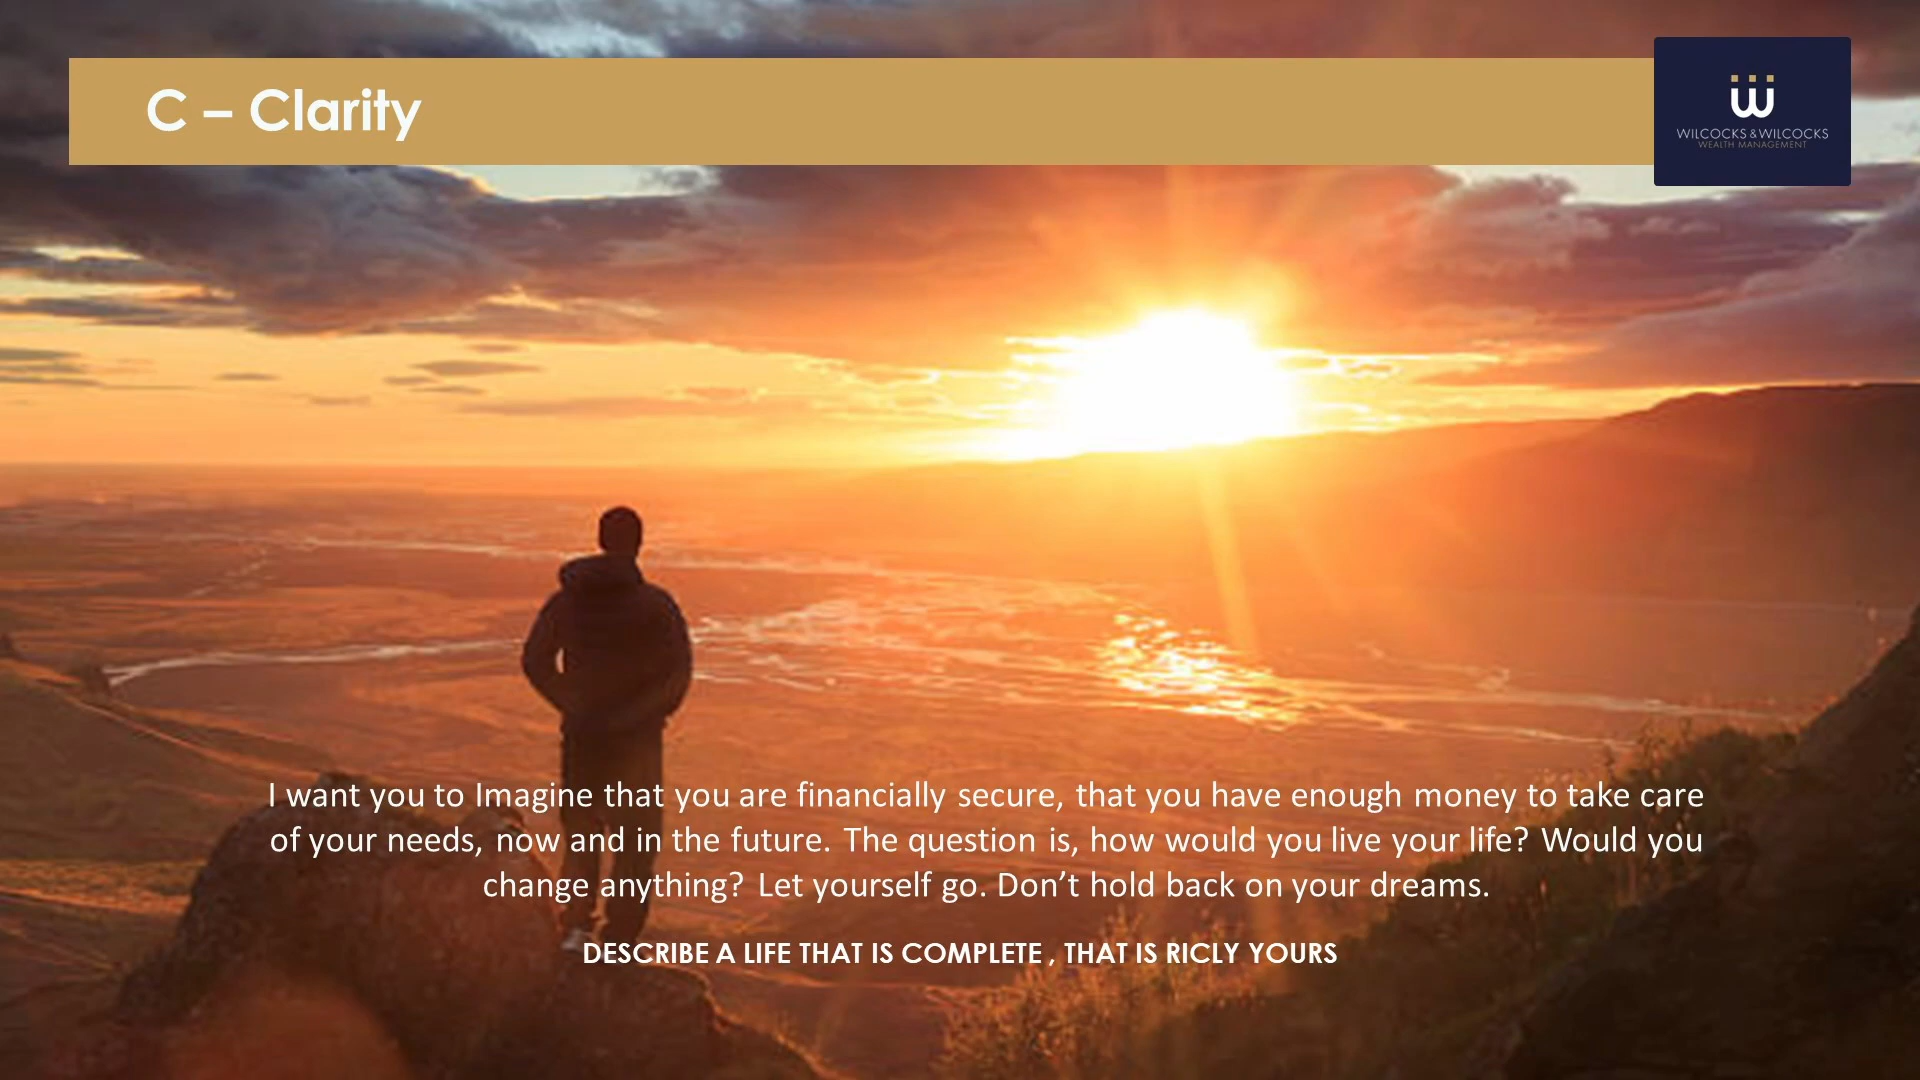 C – Clarity
WILCOCKS & WILCOCKS
WEALTH MANAGEMENT
I want you to Imagine that you are financially secure, that you have enough money to take care
of your needs, now and in the future. The question is, how would you live your life? Would you
change anything? Let yourself go. Don’t hold back on your dreams.
DESCRIBE A LIFE THAT IS COMPLETE , THAT IS RICLY YOURS